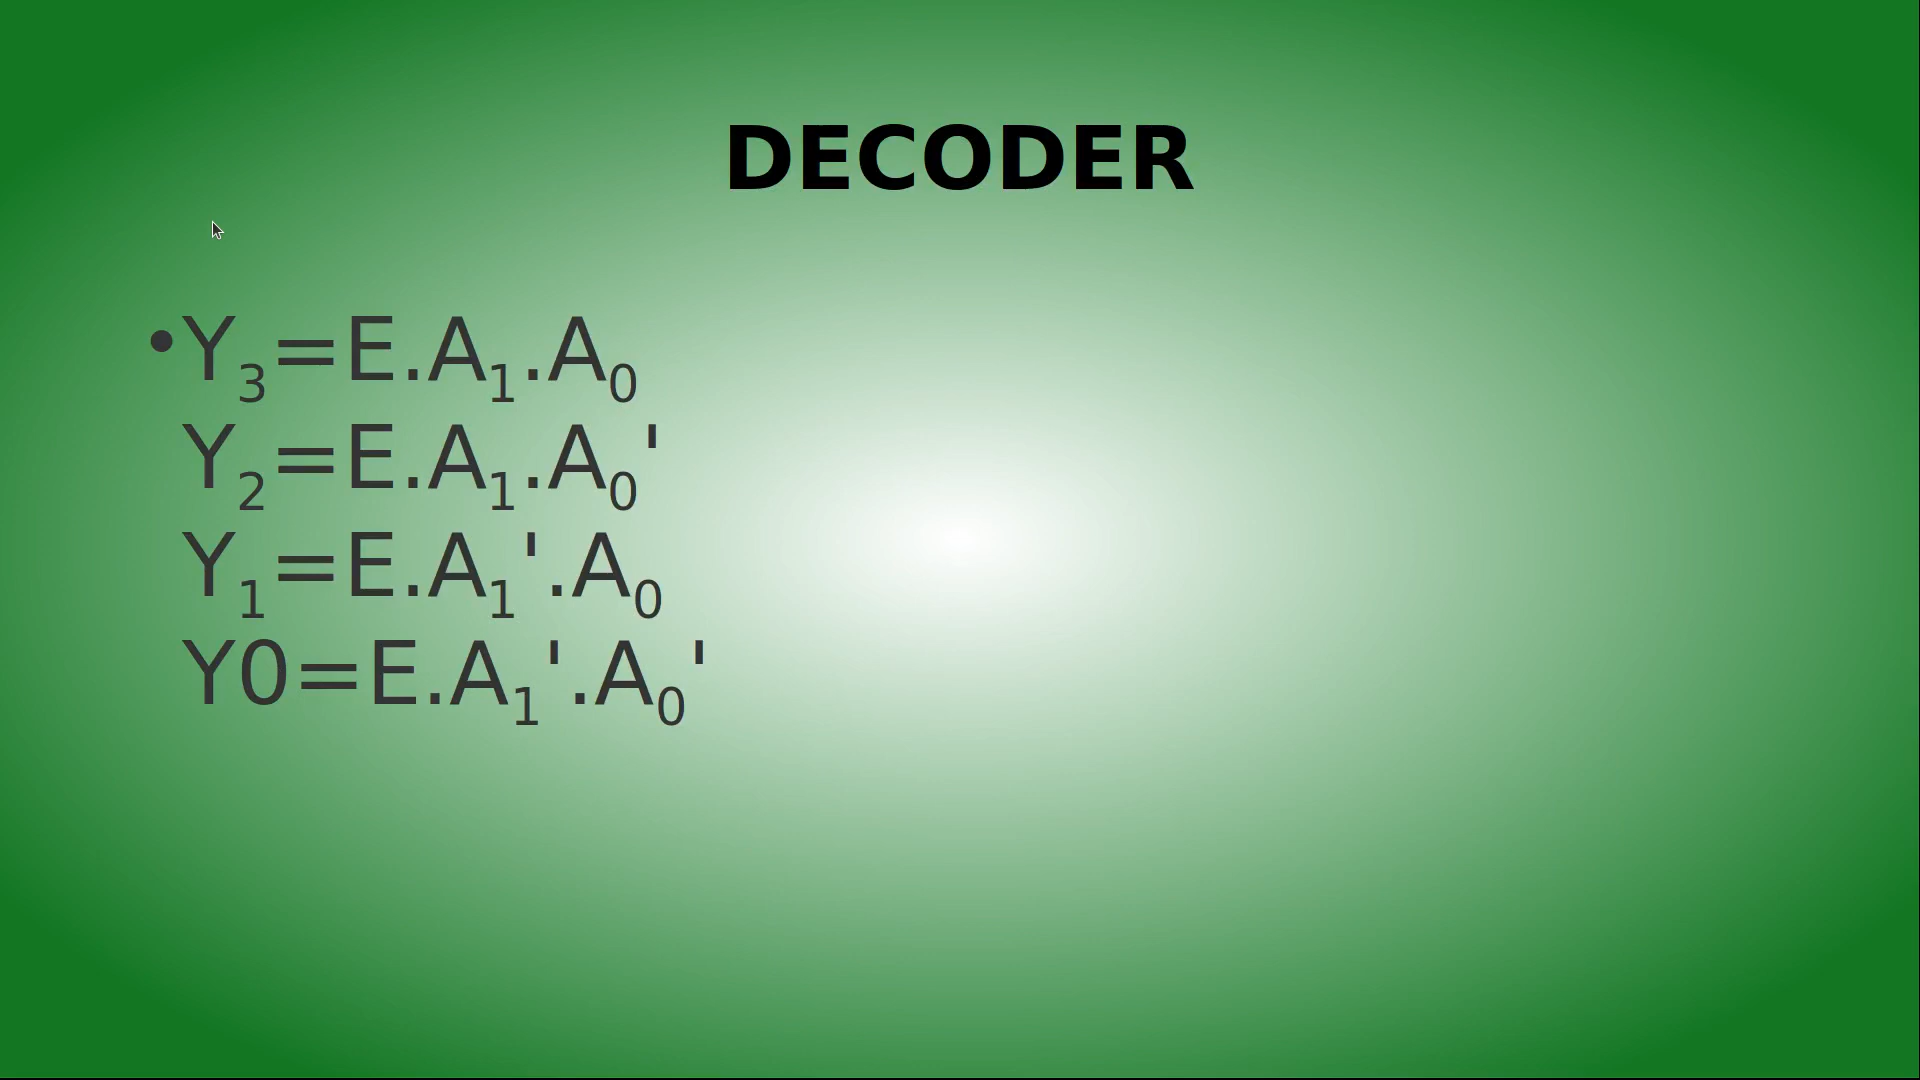 DECODER
•Y₃=E.A₁.A₀
Y₂=E.A₁.A₀'
Y₁=E.A₁'.A₀
Y0=E.A₁'.A₀'